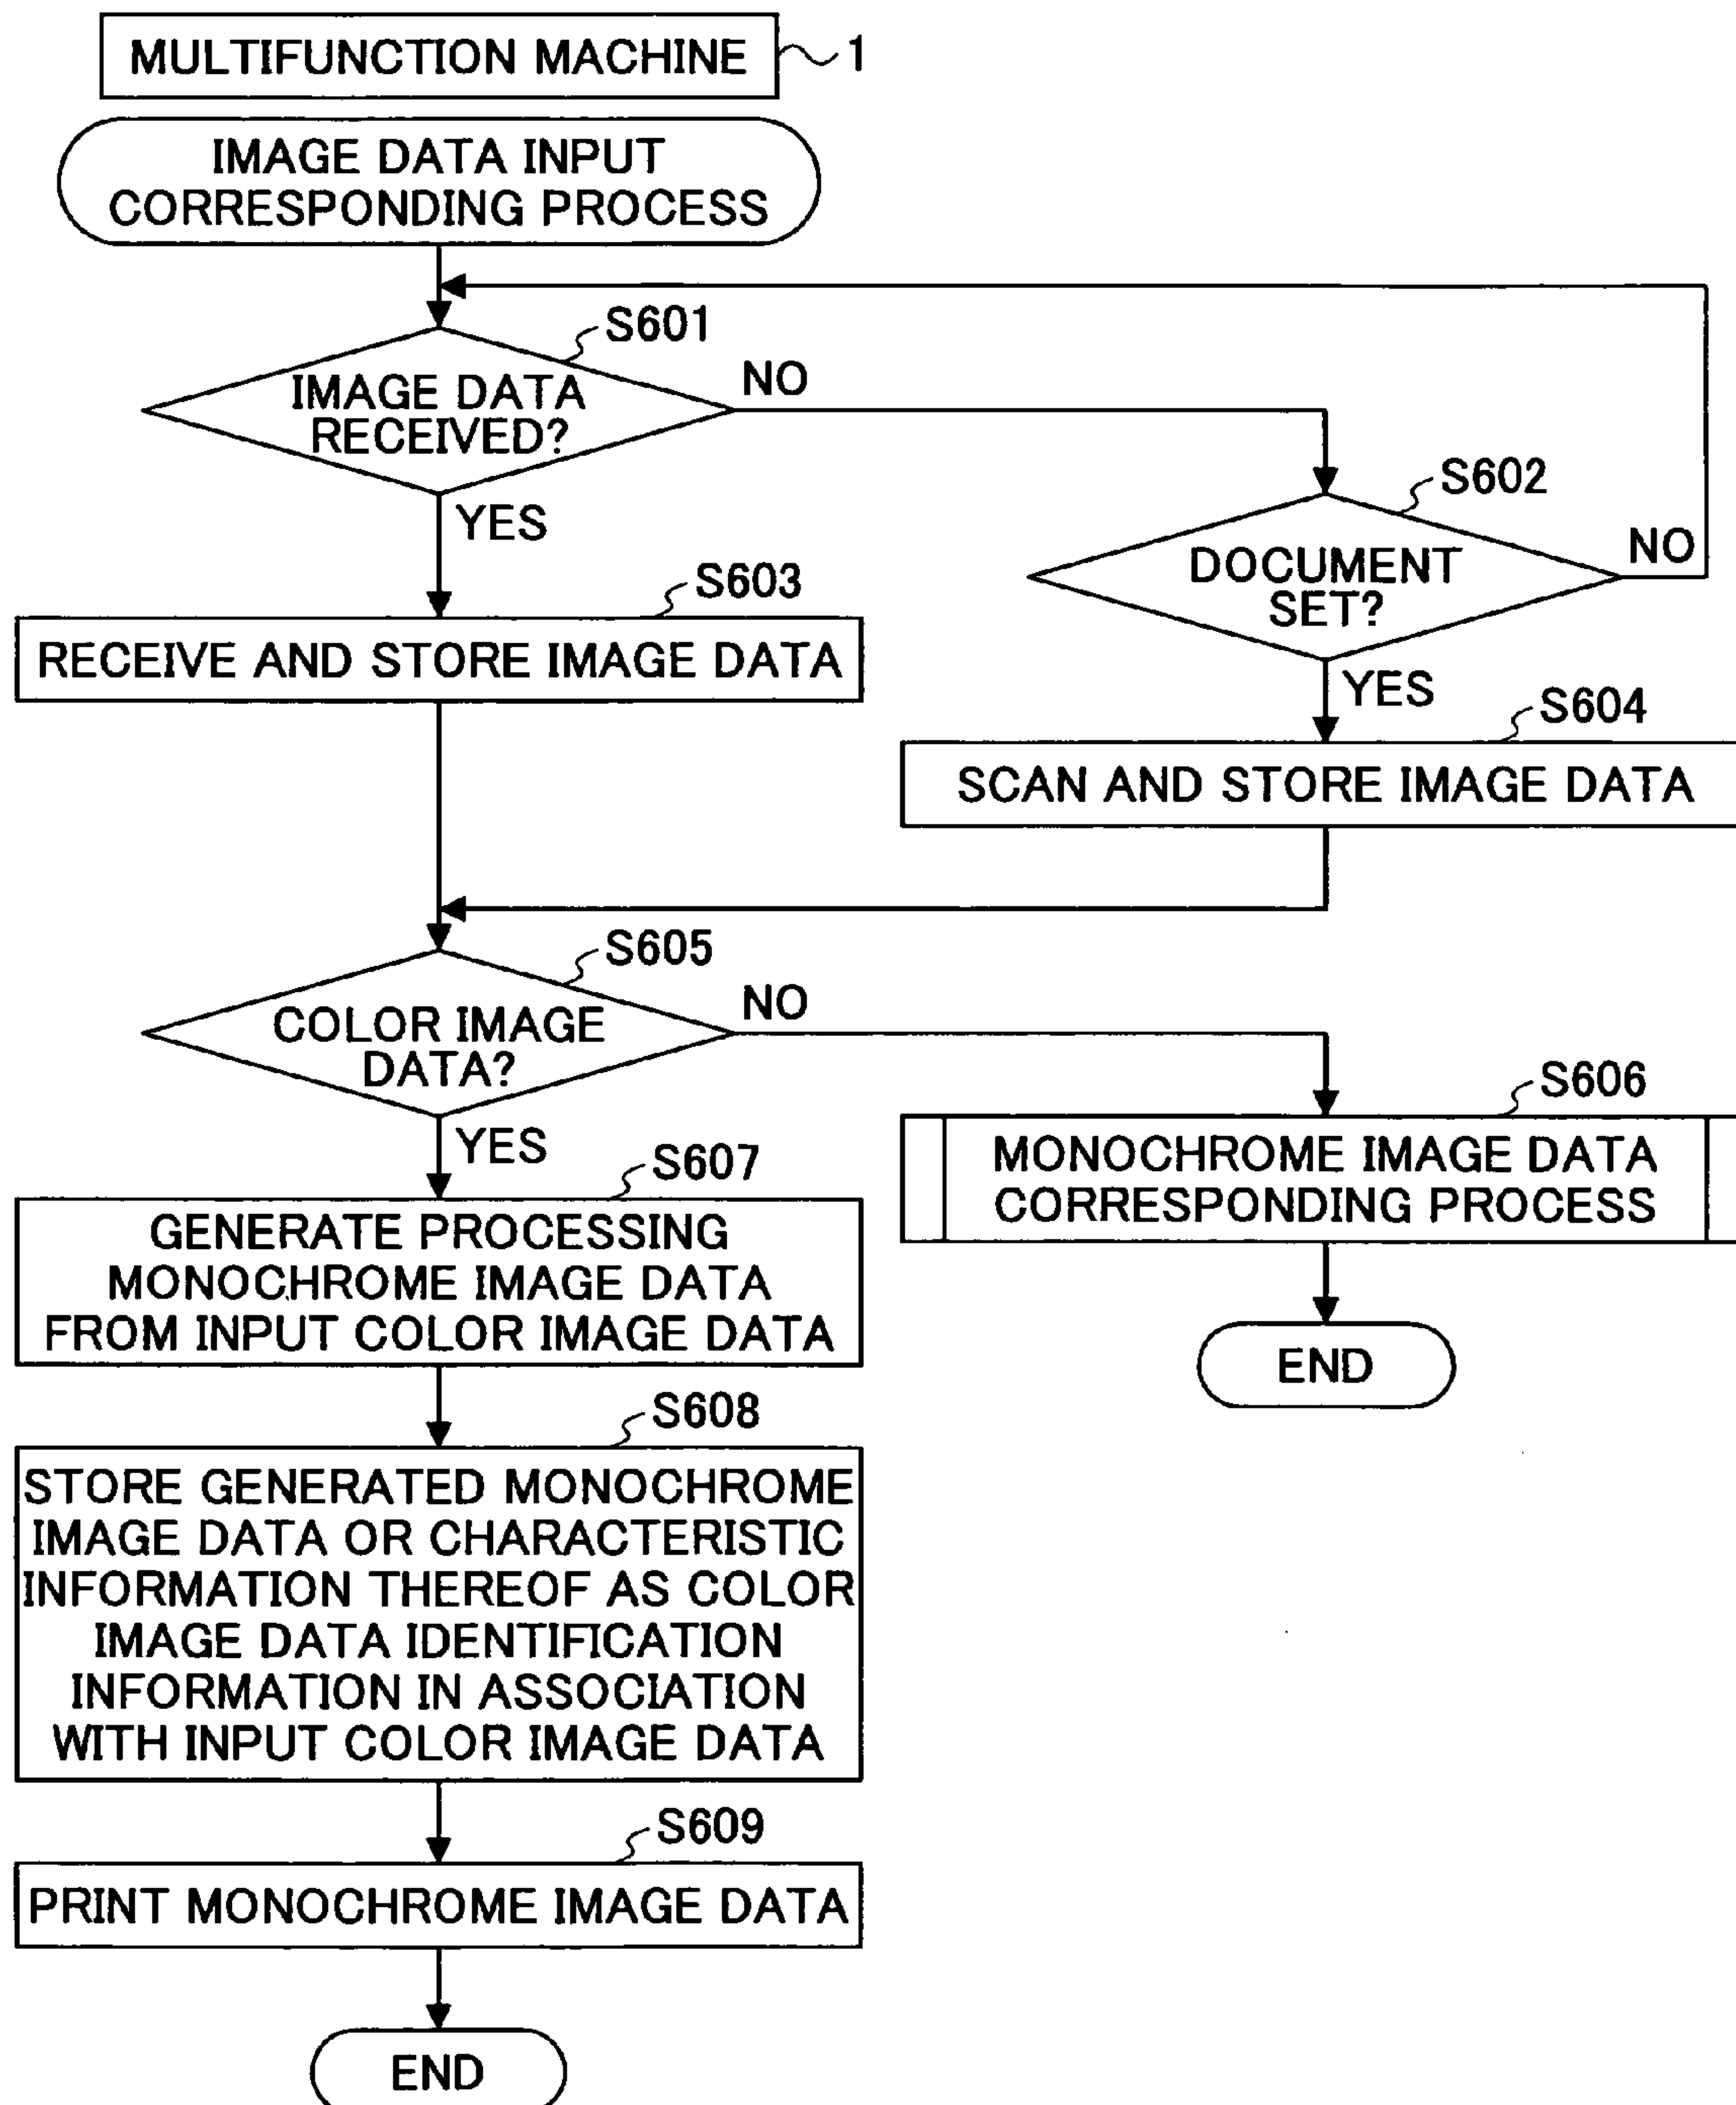 MULTIFUNCTION MACHINE
1
IMAGE DATA INPUT
CORRESPONDING PROCESS
S601
IMAGE DATA
RECEIVED?
NO
YES
S602
DOCUMENT
SET?
NO
YES
S603
RECEIVE AND STORE IMAGE DATA
S604
SCAN AND STORE IMAGE DATA
S605
COLOR IMAGE
DATA?
NO
YES
S606
MONOCHROME IMAGE DATA
CORRESPONDING PROCESS
END
S607
GENERATE PROCESSING
MONOCHROME IMAGE DATA
FROM INPUT COLOR IMAGE DATA
S608
STORE GENERATED MONOCHROME
IMAGE DATA OR CHARACTERISTIC
INFORMATION THEREOF AS COLOR
IMAGE DATA IDENTIFICATION
INFORMATION IN ASSOCIATION
WITH INPUT COLOR IMAGE DATA
S609
PRINT MONOCHROME IMAGE DATA
END